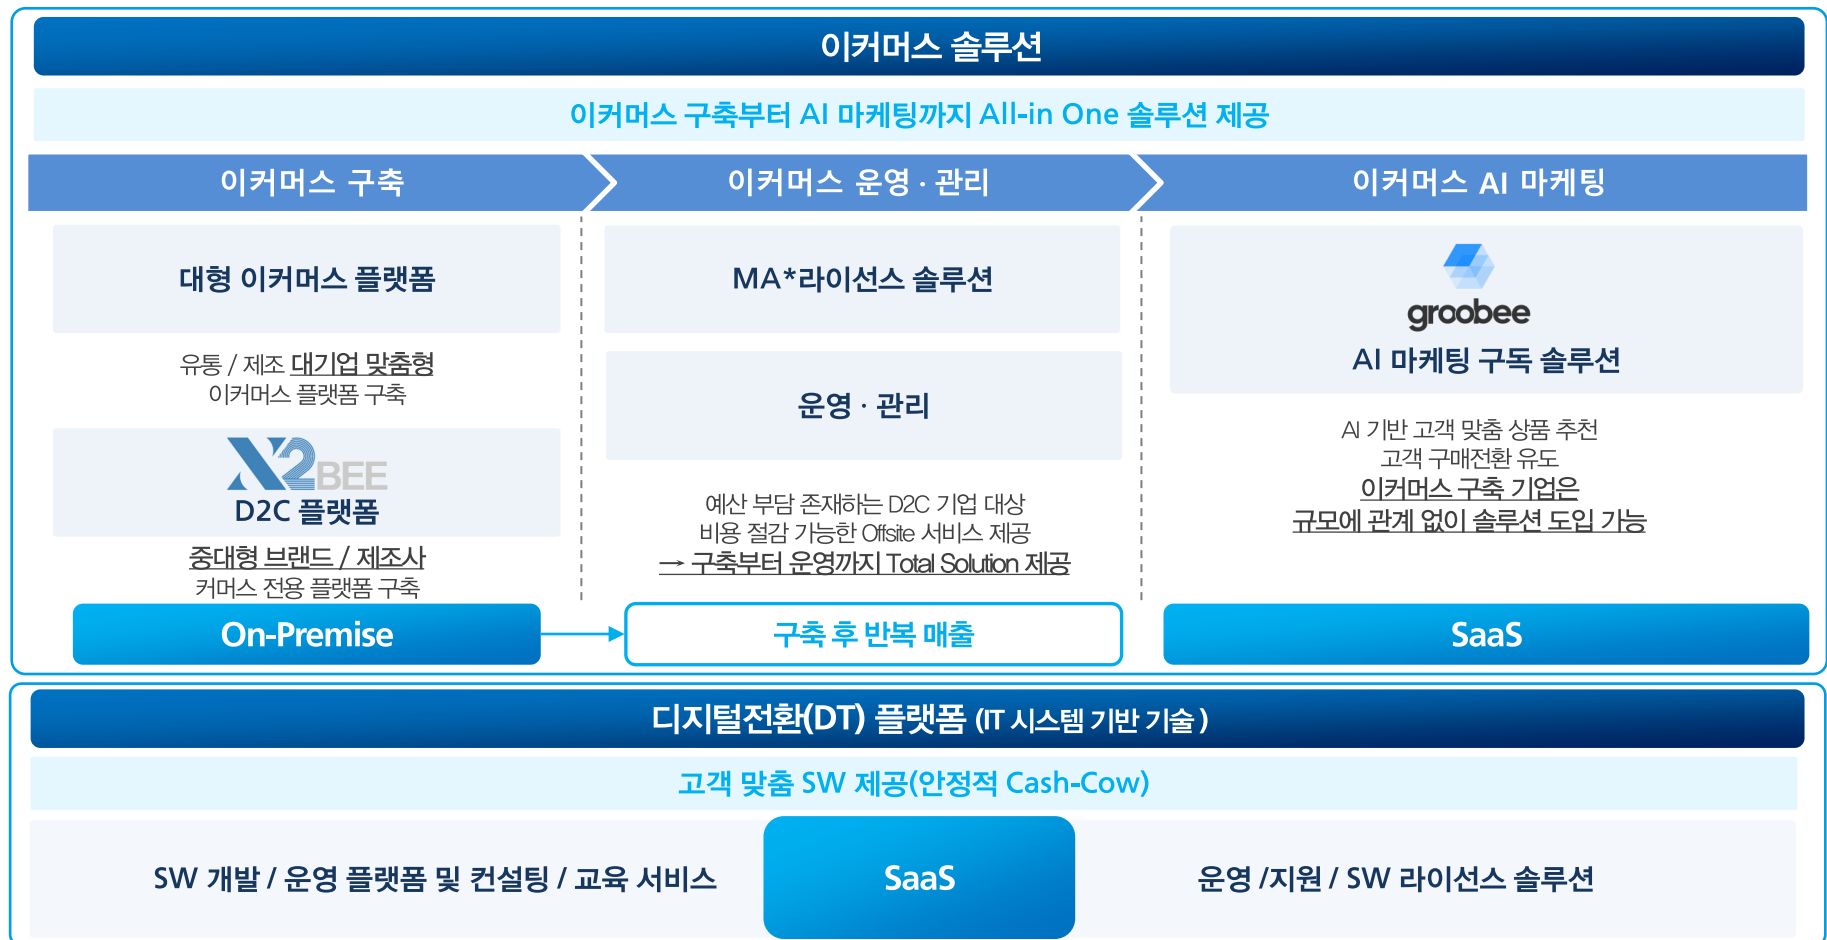 이커머스 솔루션
이커머스 구축부터 AI 마케팅까지 All-in One 솔루션 제공
이커머스 구축
이커머스 운영 · 관리
이커머스 AI 마케팅
대형 이커머스 플랫폼
유통 / 제조 대기업 맞춤형
이커머스 플랫폼 구축
X2BEE
D2C 플랫폼
중대형 브랜드 / 제조사
커머스 전용 플랫폼 구축
On-Premise
MA*라이선스 솔루션
운영 · 관리
예산 부담 존재하는 D2C 기업 대상
비용 절감 가능한 Offsite 서비스 제공
→ 구축부터 운영까지 Total Solution 제공
구축 후 반복 매출
groobee
AI 마케팅 구독 솔루션
AI 기반 고객 맞춤 상품 추천
고객 구매전환 유도
이커머스 구축 기업은
규모에 관계 없이 솔루션 도입 가능
SaaS
디지털전환(DT) 플랫폼 (IT 시스템 기반 기술 )
고객 맞춤 SW 제공(안정적 Cash-Cow)
SW 개발 / 운영 플랫폼 및 컨설팅 / 교육 서비스
SaaS
운영 /지원 / SW 라이선스 솔루션